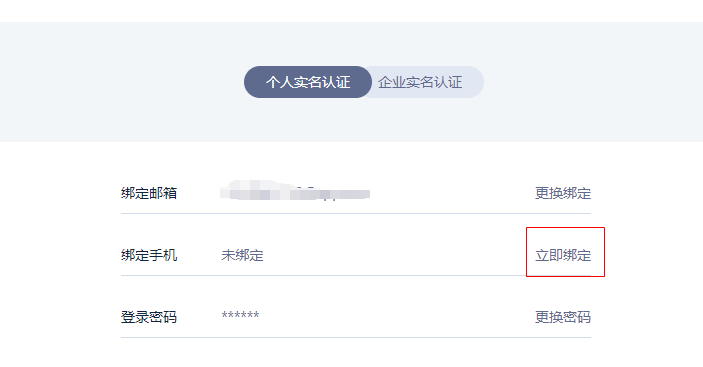 个人实名认证 企业实名认证
绑定邮箱 更换绑定
绑定手机 未绑定 立即绑定
登录密码 ****** 更换密码